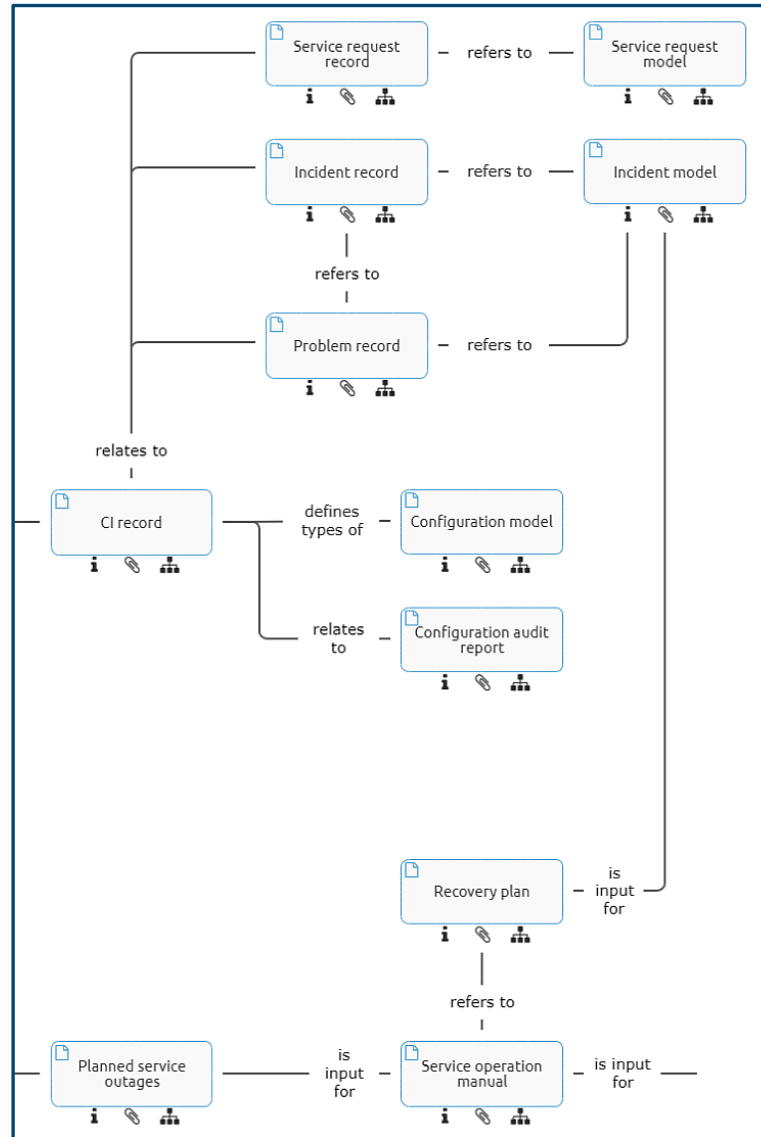 Service request
record
refers to
Service request
model
Incident record
refers to
Incident model
refers to
Problem record
refers to
relates to
CI record
defines
types of
Configuration model
relates
to
Configuration audit
report
Recovery plan
is
input
for
refers to
Planned service
outages
is
input
for
Service operation
manual
is input
for